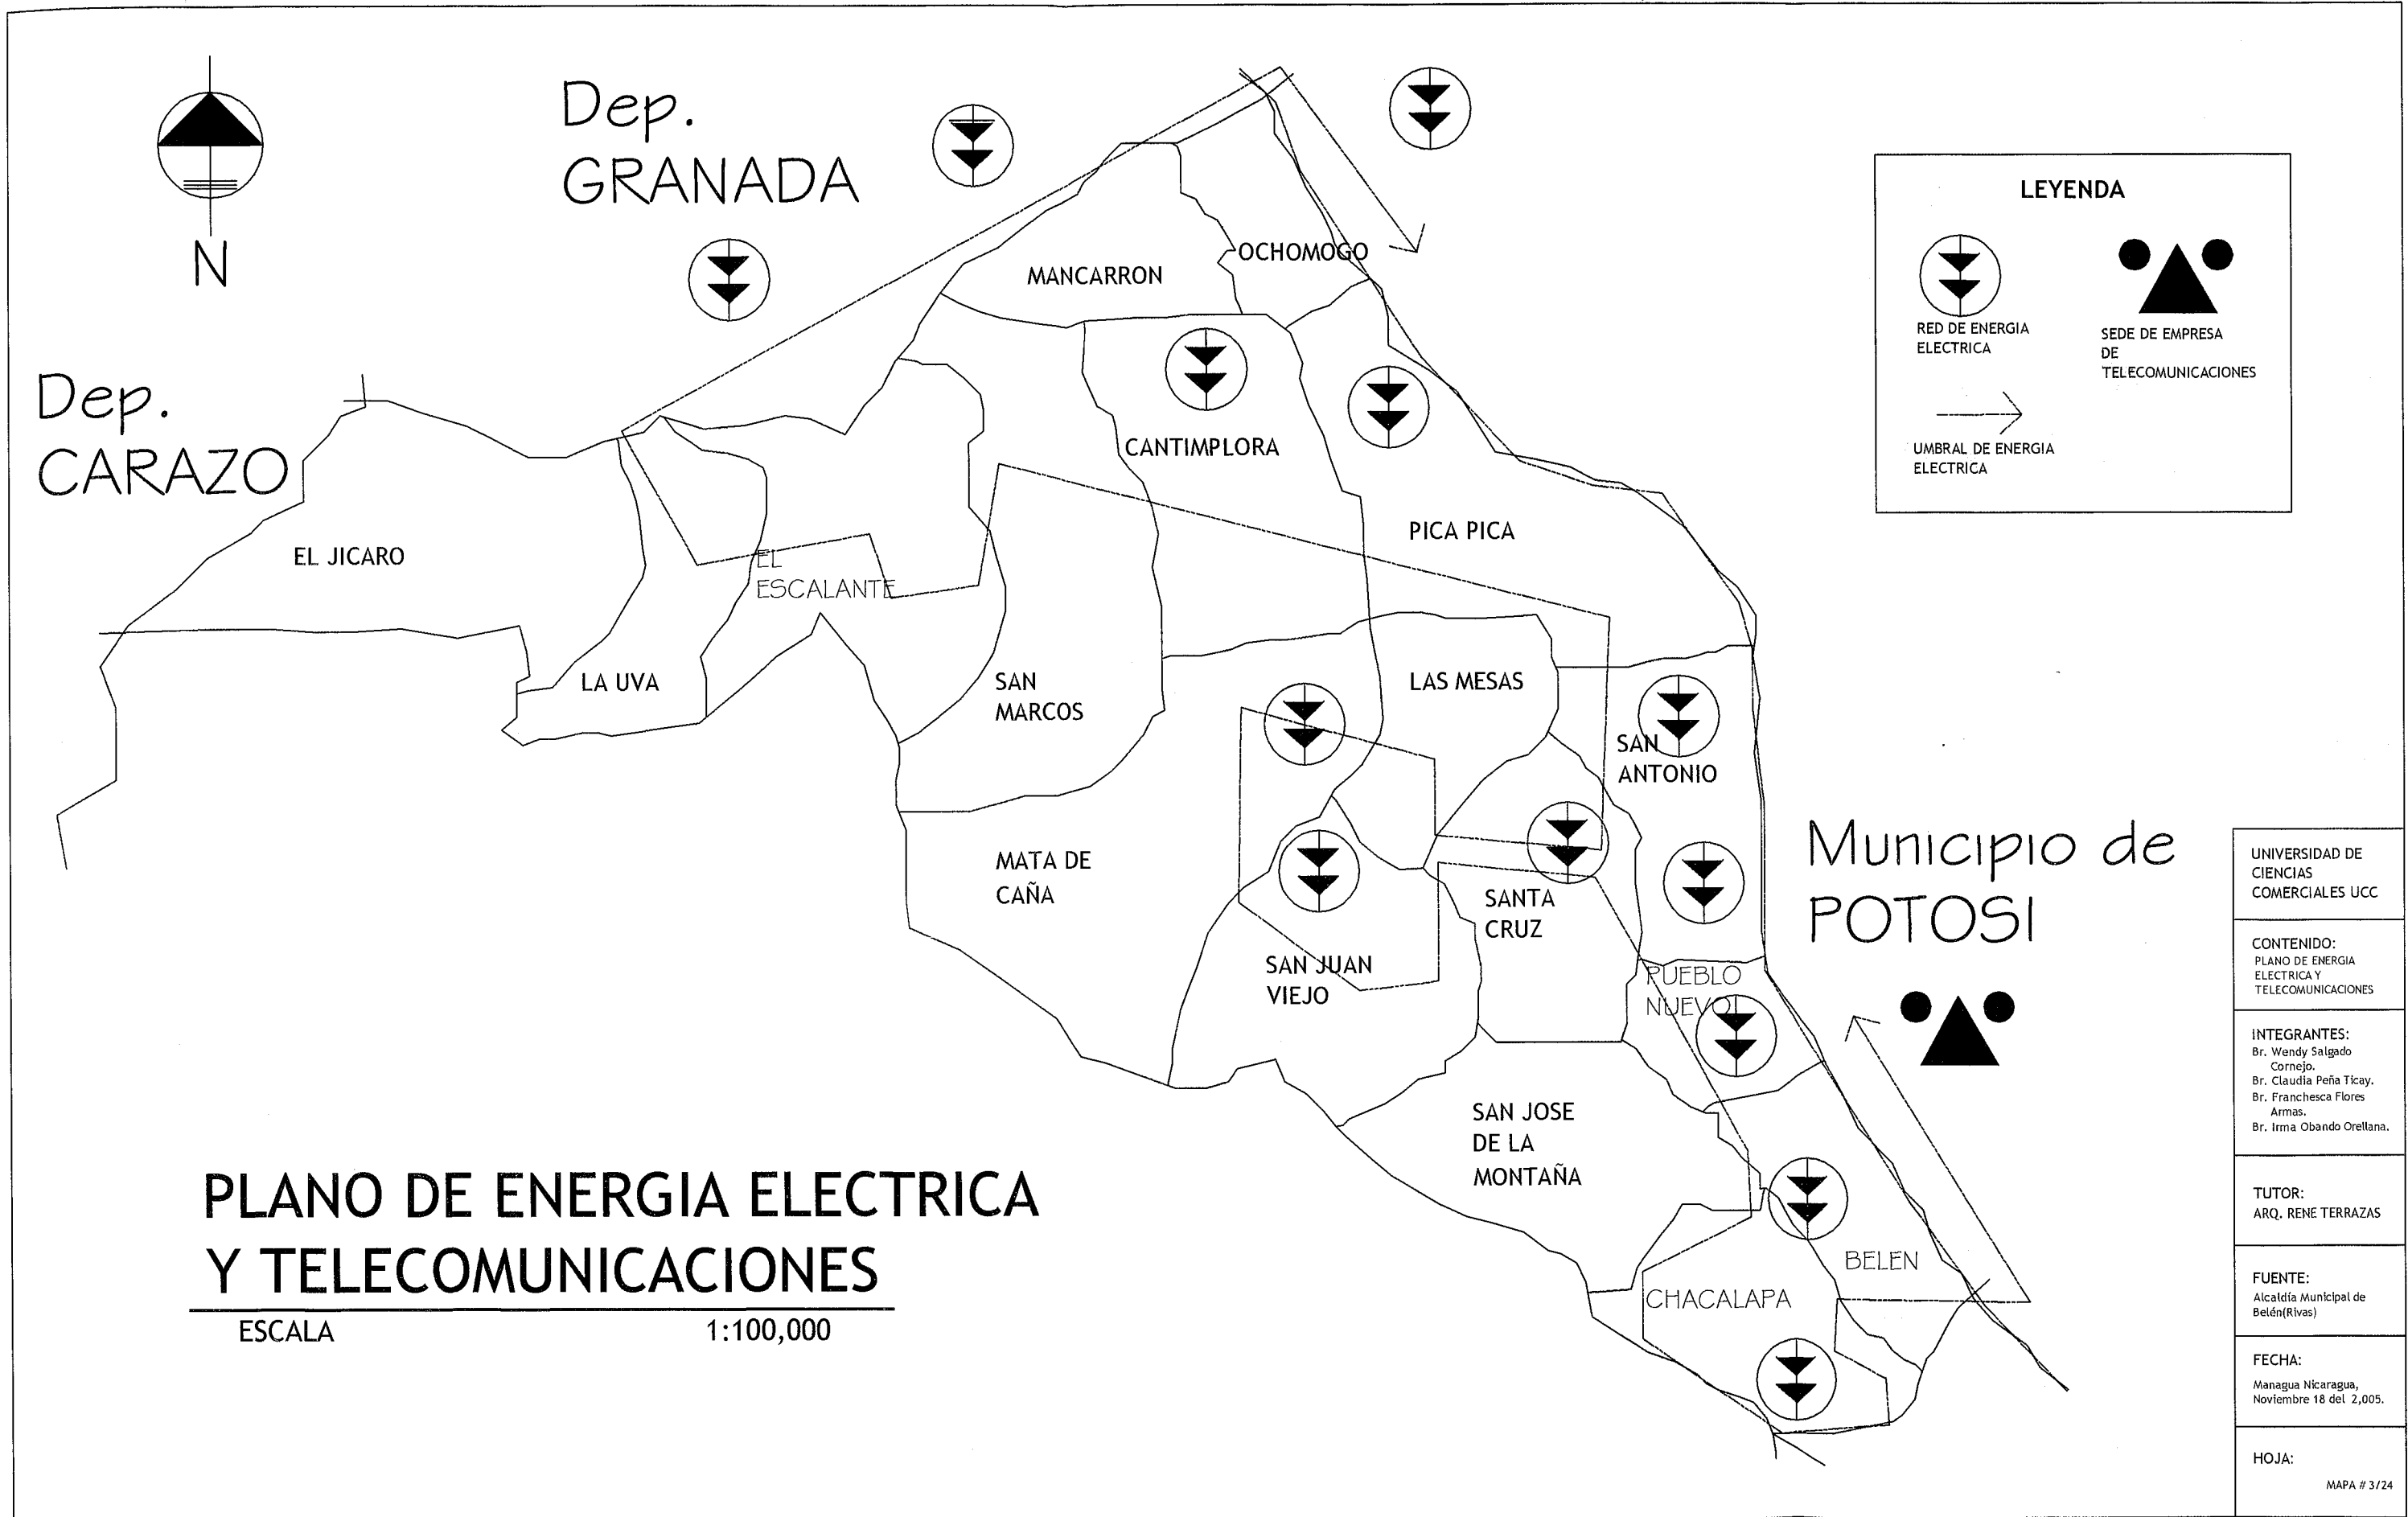 N
Dep.
GRANADA
Dep.
CARAZO
MANCARRON
OCHOMOGO
CANTIMPLORA
PICA PICA
EL JICARO
EL
ESCALANTE
LA UVA
SAN
MARCOS
LAS MESAS
SAN
ANTONIO
MATA DE
CAÑA
SANTA
CRUZ
SAN JUAN
VIEJO
PUEBLO
NUEVO
SAN JOSE
DE LA
MONTAÑA
BELEN
CHACALAPA
Municipio de
POTOSI
LEYENDA
RED DE ENERGIA
ELECTRICA
SEDE DE EMPRESA
DE
TELECOMUNICACIONES
UMBRAL DE ENERGIA
ELECTRICA
PLANO DE ENERGIA ELECTRICA
Y TELECOMUNICACIONES
ESCALA 1:100,000
UNIVERSIDAD DE
CIENCIAS
COMERCIALES UCC
CONTENIDO:
PLANO DE ENERGIA
ELECTRICA Y
TELECOMUNICACIONES
INTEGRANTES:
Br. Wendy Salgado
Cornejo.
Br. Claudia Peña Ticay.
Br. Franchesca Flores
Armas.
Br. Irma Obando Orellana.
TUTOR:
ARQ. RENE TERRAZAS
FUENTE:
Alcaldía Municipal de
Belén(Rivas)
FECHA:
Managua Nicaragua,
Noviembre 18 del 2,005.
HOJA:
MAPA # 3/24